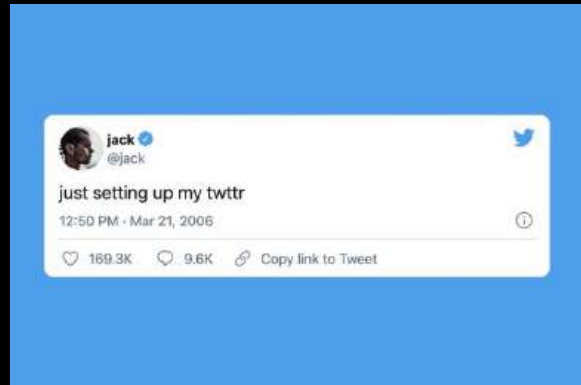 jack
@jack
just setting up my twttr
12:50 PM · Mar 21, 2006
169.3K 9.6K Copy link to Tweet